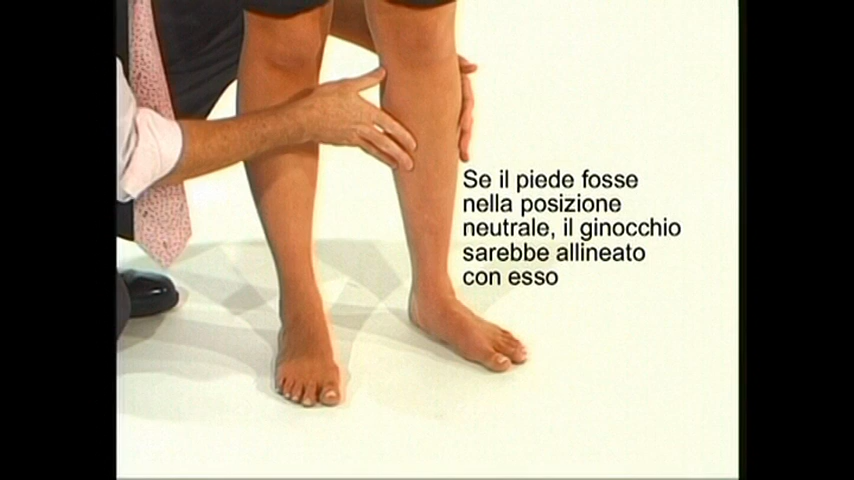 Se il piede fosse
nella posizione
neutrale, il ginocchio
sarebbe allineato
con esso